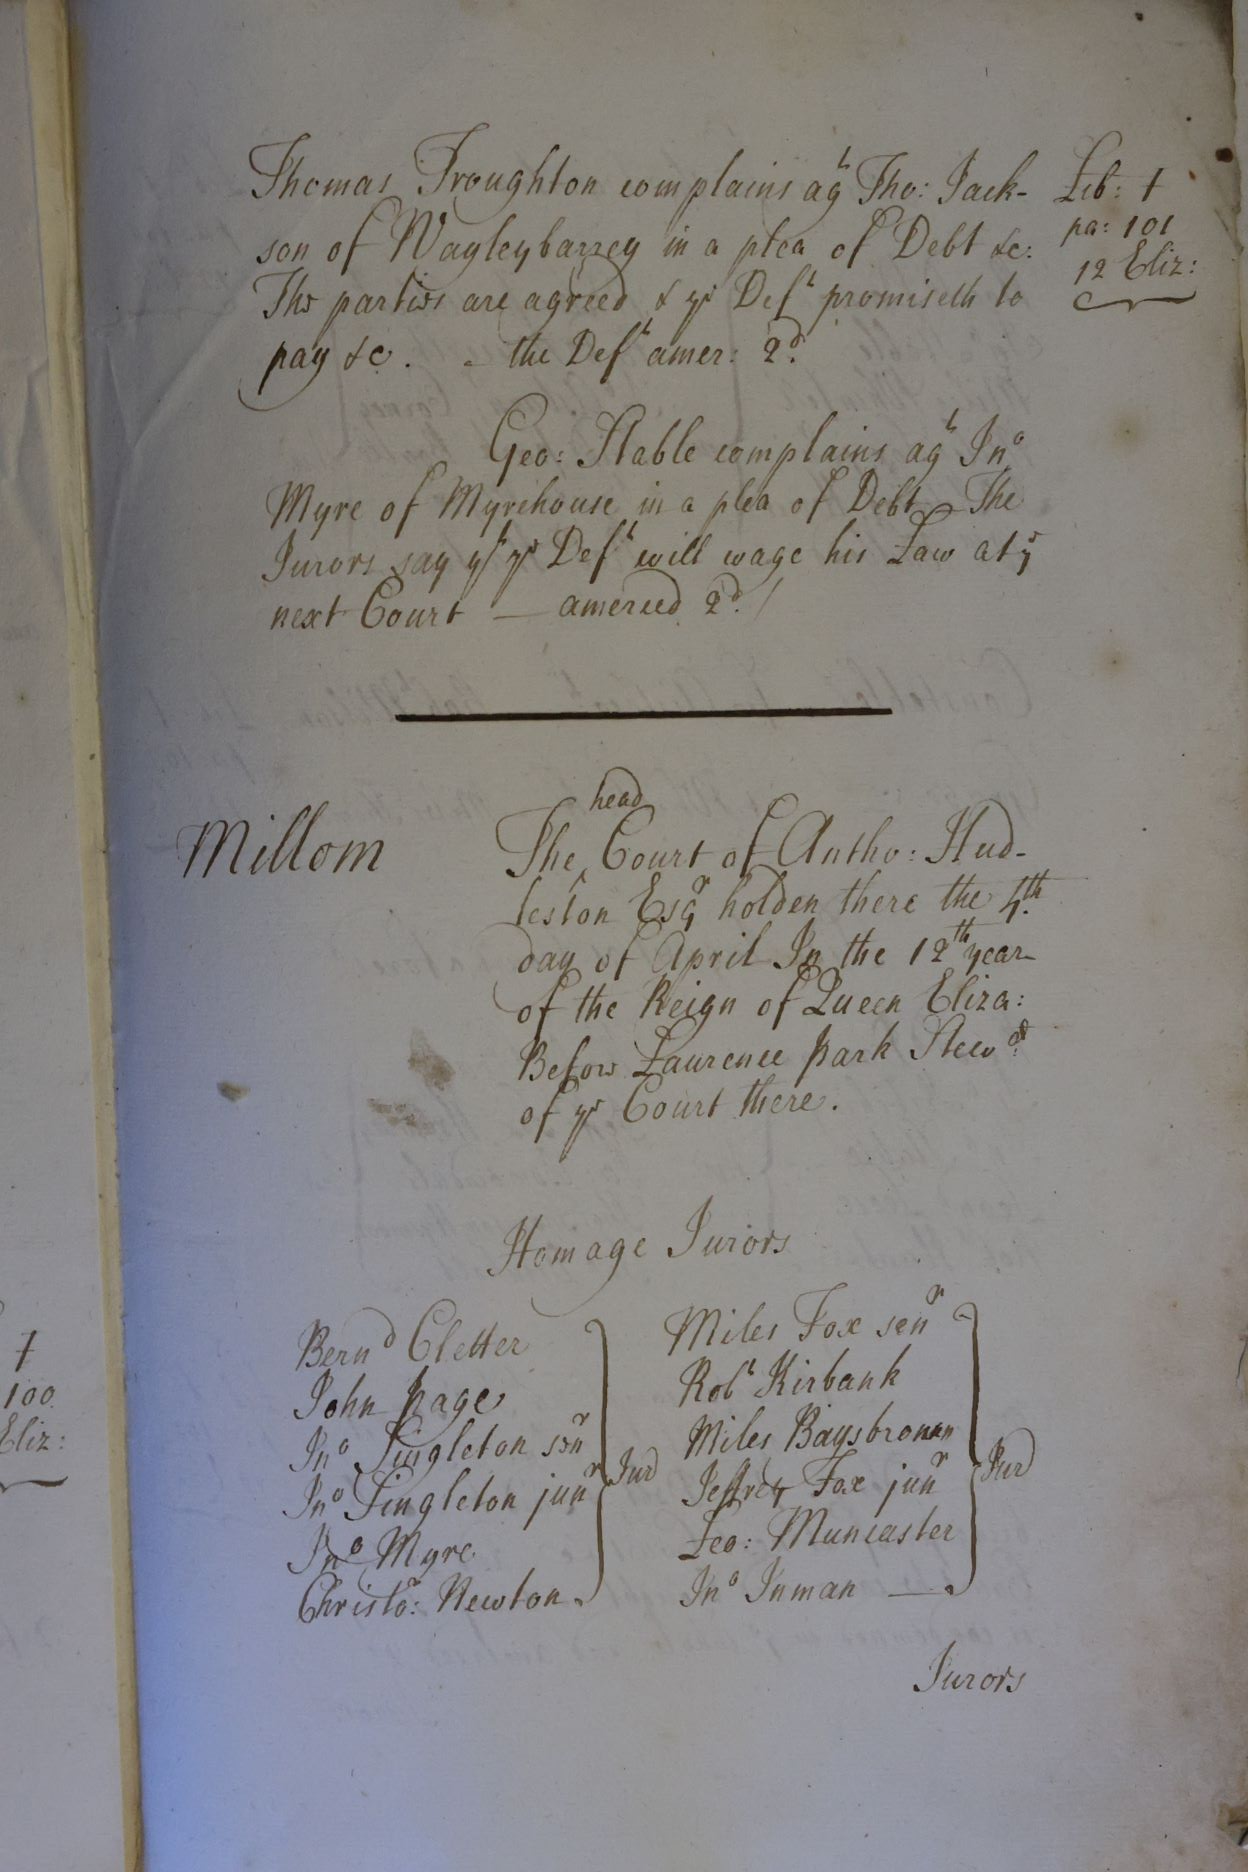 Thomas Troughton complains agt Tho: Jack-
son of Wagleybarrey in a plea of Debt &c:
The parties are agreed & ye Deft promiseth to
pay &c. - the Deft amer: 2d.
Lib: 1
pa: 101
12 Eliz:
Geo: Stable complains agt Jno
Myre of Myrehouse in a plea of Debt The
Jurors say yt ye Deft will wage his Law at ye
next Court — amerced 2d.
Millom
head
The ‸ Court of Antho: Hud-
leston Esqr holden there the 4th.
day of April In the 12th year
of the Reign of Queen Eliza:
Before Laurence Park Stewd:
of ye Court there.
Homage Jurors
Bernd Cletter
John Page
Jno Singleton senr
Jno Singleton junr
Jno Myre
Christor: Newton
Jurd
Miles Fox senr
Robt Kirbank
Miles Baysbrown
Jeffrey Fox junr
Leo: Muncaster
Jno Inman —
Jurd
Jurors
1
100
Eliz: